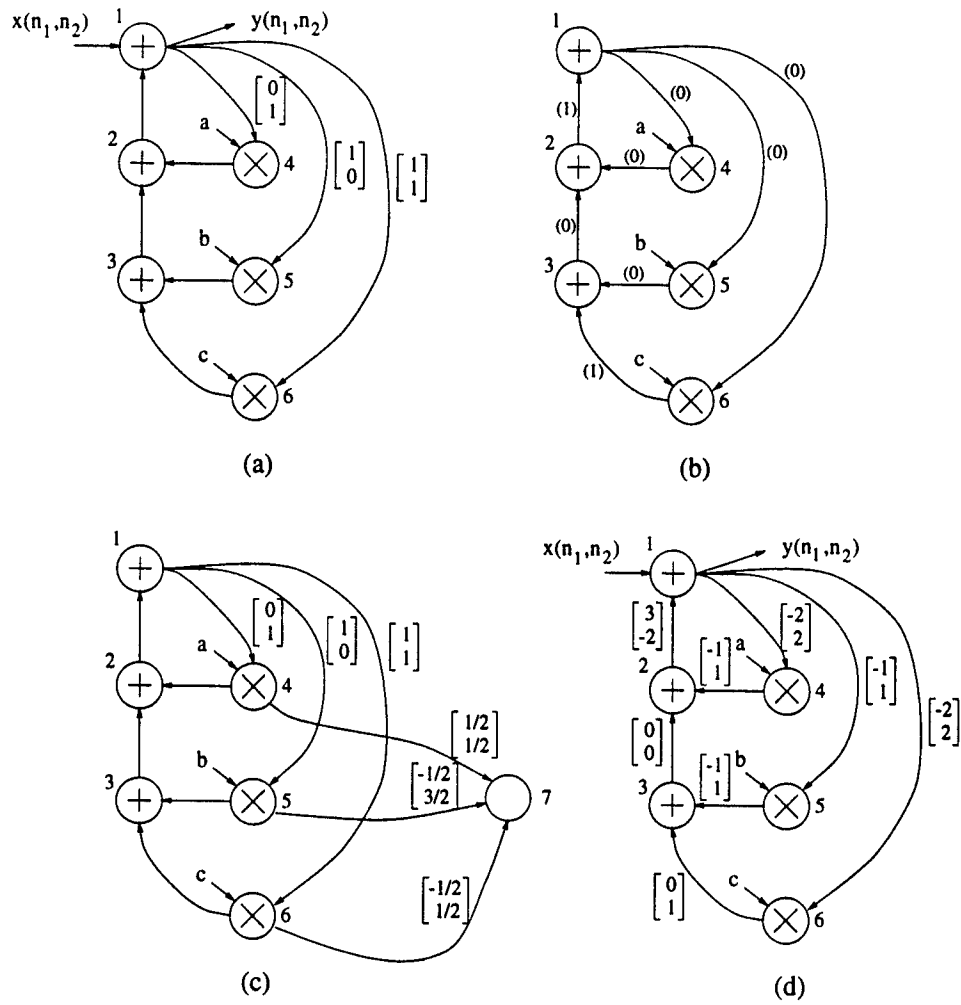 x(n1,n2) 1 y(n1,n2)
[0 1]
2 a
4
[1 0] [1 1]
3 b
5
c
6
(a)
1
(0)
(1) (0)
2 a
(0) 4 (0)
(0)
3 b
(0) 5
c
(1)
6
(b)
1
[0 1] [1 0] [1 1]
2 a
4
[1/2 1/2]
3 b
5 [-1/2 3/2]
7
c
6 [-1/2 1/2]
(c)
x(n1,n2) 1 y(n1,n2)
[3 -2] [-2 2]
2 [-1 1] a
4 [-1 1] [-2 2]
[0 0]
3 [-1 1] b
5
[0 1] c
6
(d)